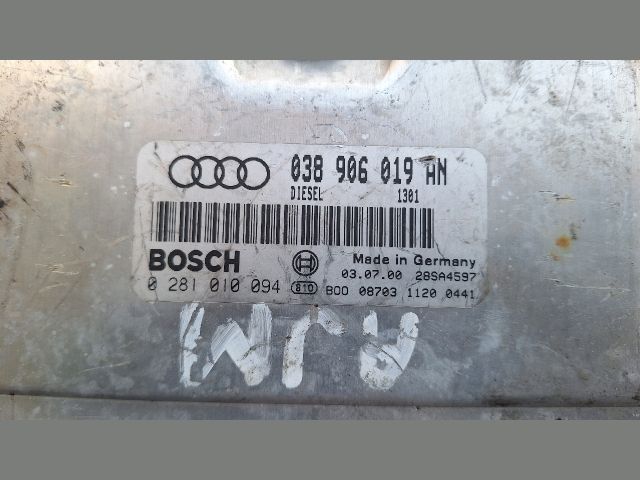 038 906 019 AN
DIESEL 1301
BOSCH Made in Germany
03.07.00 28SA4597
0 281 010 094 810 B00 08703 1120 0441
AJM